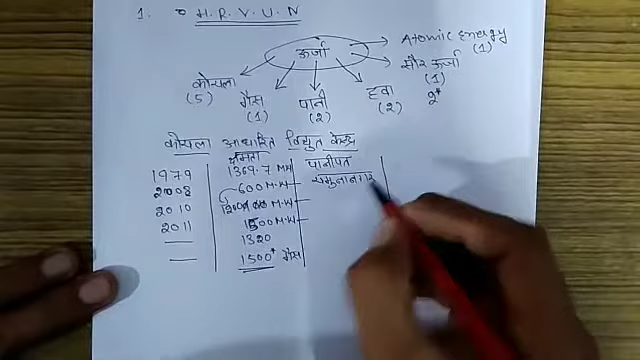 1. H.R.V.U.N
ऊर्जा
Atomic Energy (1)
सौर ऊर्जा (1)
कोयला (5)
गैस (1)
पानी (2)
हवा (2)
2*
कोयला आधारित विद्युत केन्द्र
क्षमता
1979 1369.7 MW पानीपत
2008 600 M.W यमुनानगर
2010 M.W
2011 1500 M.W
— 1320
— 1500* गैस